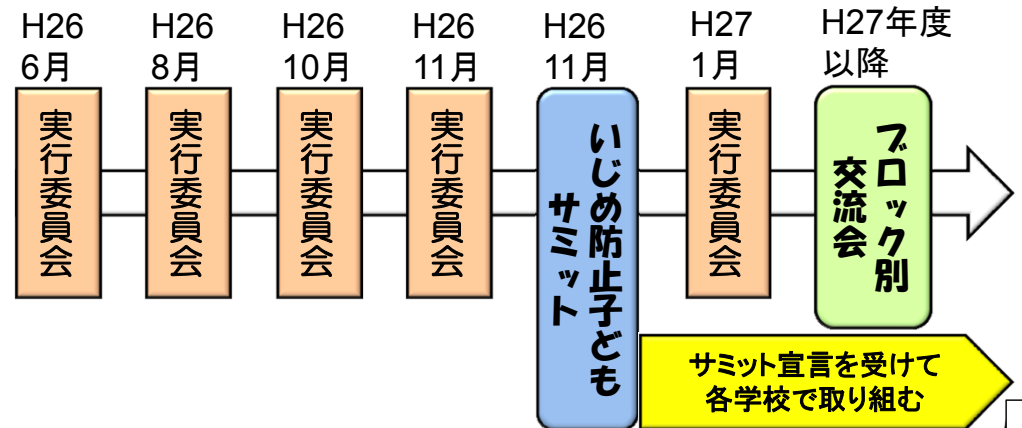 H26
6月
H26
8月
H26
10月
H26
11月
H26
11月
H27
1月
H27年度
以降
実行委員会
実行委員会
実行委員会
実行委員会
いじめ防止子ども
サミット
実行委員会
ブロック別
交流会
サミット宣言を受けて
各学校で取り組む